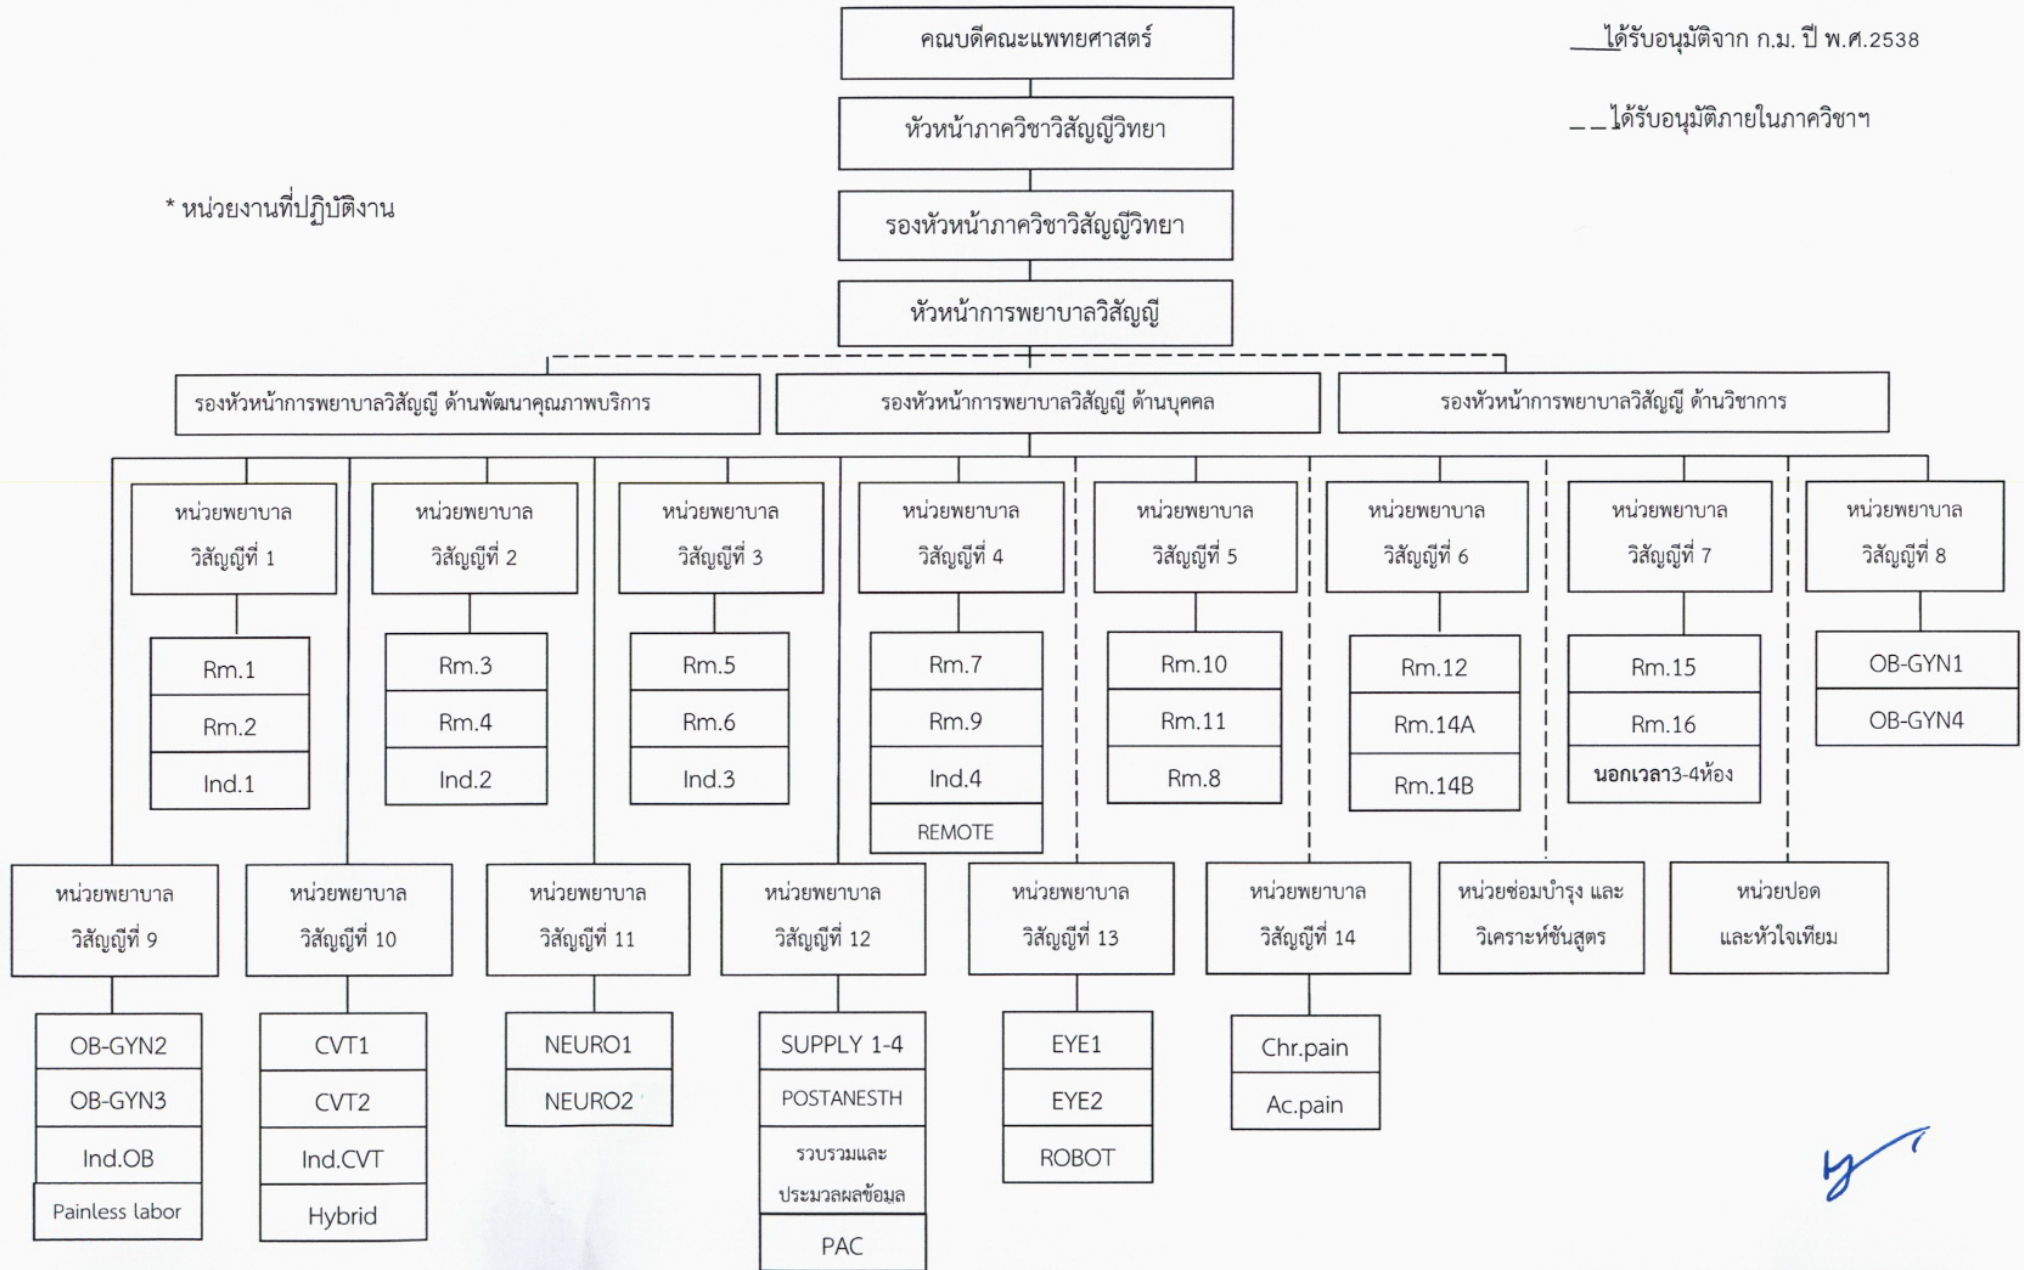 คณบดีคณะแพทยศาสตร์
ได้รับอนุมัติจาก ก.ม. ปี พ.ศ.2538
หัวหน้าภาควิชาวิสัญญีวิทยา
ได้รับอนุมัติภายในภาควิชาฯ
* หน่วยงานที่ปฏิบัติงาน
รองหัวหน้าภาควิชาวิสัญญีวิทยา
หัวหน้าการพยาบาลวิสัญญี
รองหัวหน้าการพยาบาลวิสัญญี ด้านพัฒนาคุณภาพบริการ
รองหัวหน้าการพยาบาลวิสัญญี ด้านบุคคล
รองหัวหน้าการพยาบาลวิสัญญี ด้านวิชาการ
หน่วยพยาบาล
วิสัญญีที่ 1
Rm.1
Rm.2
Ind.1
หน่วยพยาบาล
วิสัญญีที่ 2
Rm.3
Rm.4
Ind.2
หน่วยพยาบาล
วิสัญญีที่ 3
Rm.5
Rm.6
Ind.3
หน่วยพยาบาล
วิสัญญีที่ 4
Rm.7
Rm.9
Ind.4
REMOTE
หน่วยพยาบาล
วิสัญญีที่ 5
Rm.10
Rm.11
Rm.8
หน่วยพยาบาล
วิสัญญีที่ 6
Rm.12
Rm.14A
Rm.14B
หน่วยพยาบาล
วิสัญญีที่ 7
Rm.15
Rm.16
นอกเวลา3-4ห้อง
หน่วยพยาบาล
วิสัญญีที่ 8
OB-GYN1
OB-GYN4
หน่วยพยาบาล
วิสัญญีที่ 9
OB-GYN2
OB-GYN3
Ind.OB
Painless labor
หน่วยพยาบาล
วิสัญญีที่ 10
CVT1
CVT2
Ind.CVT
Hybrid
หน่วยพยาบาล
วิสัญญีที่ 11
NEURO1
NEURO2
หน่วยพยาบาล
วิสัญญีที่ 12
SUPPLY 1-4
POSTANESTH
รวบรวมและ
ประมวลผลข้อมูล
PAC
หน่วยพยาบาล
วิสัญญีที่ 13
EYE1
EYE2
ROBOT
หน่วยพยาบาล
วิสัญญีที่ 14
Chr.pain
Ac.pain
หน่วยซ่อมบำรุง และ
วิเคราะห์ชันสูตร
หน่วยปอด
และหัวใจเทียม